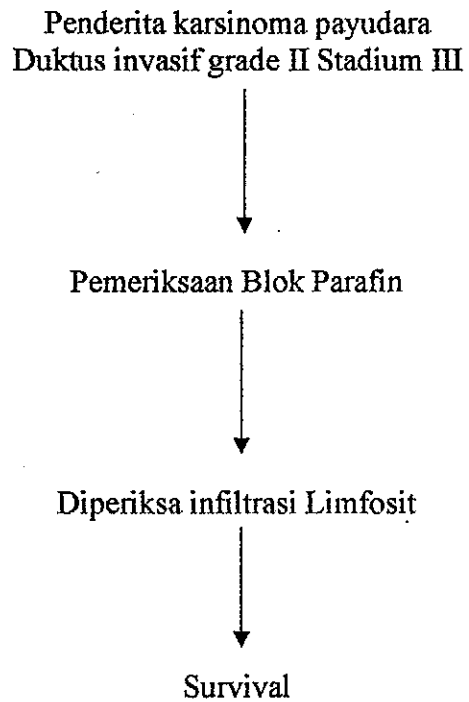 Penderita karsinoma payudara
Duktus invasif grade II Stadium III
Pemeriksaan Blok Parafin
Diperiksa infiltrasi Limfosit
Survival